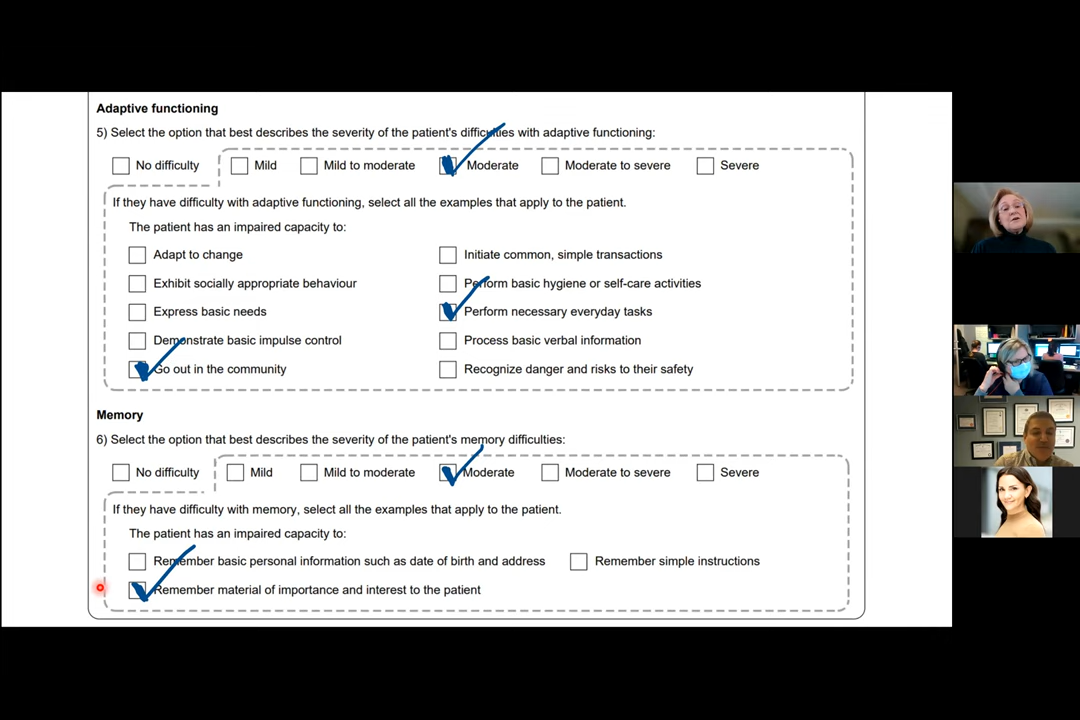 Adaptive functioning
5) Select the option that best describes the severity of the patient's difficulties with adaptive functioning:
No difficulty Mild Mild to moderate Moderate Moderate to severe Severe
If they have difficulty with adaptive functioning, select all the examples that apply to the patient.
The patient has an impaired capacity to:
Adapt to change Initiate common, simple transactions
Exhibit socially appropriate behaviour Perform basic hygiene or self-care activities
Express basic needs Perform necessary everyday tasks
Demonstrate basic impulse control Process basic verbal information
Go out in the community Recognize danger and risks to their safety
Memory
6) Select the option that best describes the severity of the patient's memory difficulties:
No difficulty Mild Mild to moderate Moderate Moderate to severe Severe
If they have difficulty with memory, select all the examples that apply to the patient.
The patient has an impaired capacity to:
Remember basic personal information such as date of birth and address Remember simple instructions
Remember material of importance and interest to the patient